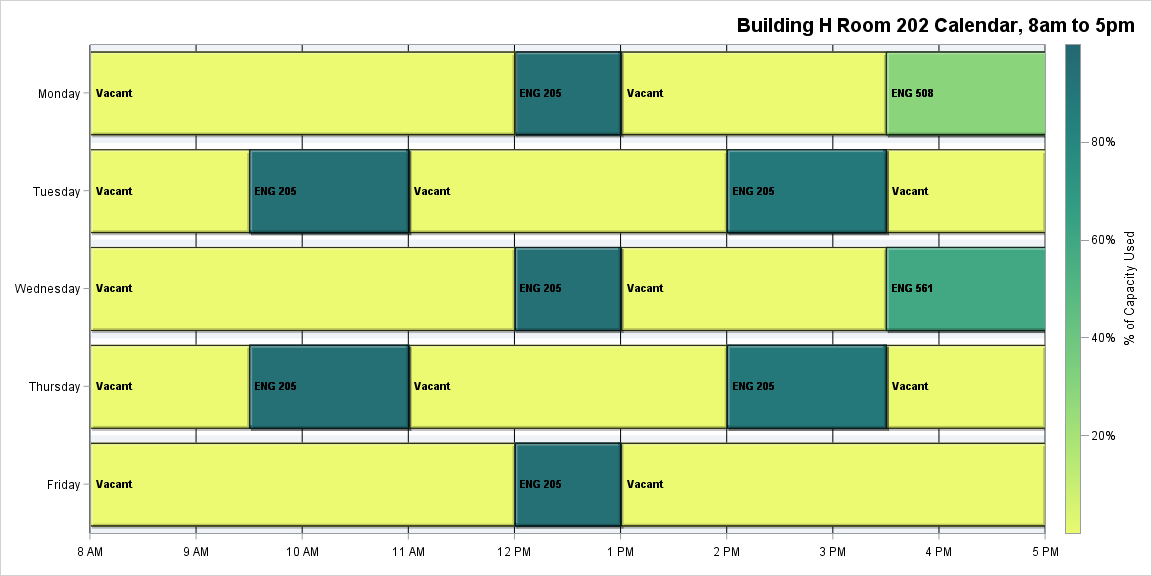 Building H Room 202 Calendar, 8am to 5pm
Monday
Vacant
ENG 205
Vacant
ENG 508
Tuesday
Vacant
ENG 205
Vacant
ENG 205
Vacant
Wednesday
Vacant
ENG 205
Vacant
ENG 561
Thursday
Vacant
ENG 205
Vacant
ENG 205
Vacant
Friday
Vacant
ENG 205
Vacant
8 AM
9 AM
10 AM
11 AM
12 PM
1 PM
2 PM
3 PM
4 PM
5 PM
80%
60%
40%
20%
% of Capacity Used